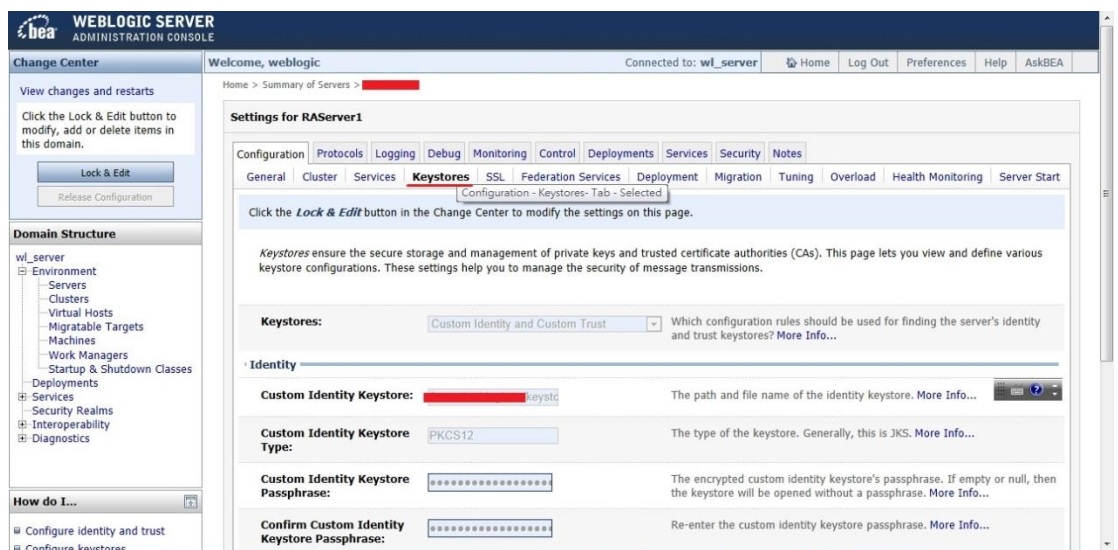 bea
WEBLOGIC SERVER
ADMINISTRATION CONSOLE
Change Center
View changes and restarts
Click the Lock & Edit button to
modify, add or delete items in
this domain.
Lock & Edit
Release Configuration
Domain Structure
wl_server
Environment
Servers
Clusters
Virtual Hosts
Migratable Targets
Machines
Work Managers
Startup & Shutdown Classes
Deployments
Services
Security Realms
Interoperability
Diagnostics
How do I...
Configure identity and trust
Configure keystores
Welcome, weblogic
Connected to: wl_server
Home
Log Out
Preferences
Help
AskBEA
Home > Summary of Servers >
Settings for RAServer1
Configuration Protocols Logging Debug Monitoring Control Deployments Services Security Notes
General Cluster Services Keystores SSL Federation Services Deployment Migration Tuning Overload Health Monitoring Server Start
Configuration - Keystores- Tab - Selected
Click the Lock & Edit button in the Change Center to modify the settings on this page.
Keystores ensure the secure storage and management of private keys and trusted certificate authorities (CAs). This page lets you view and define various
keystore configurations. These settings help you to manage the security of message transmissions.
Keystores:
Custom Identity and Custom Trust
Which configuration rules should be used for finding the server's identity
and trust keystores? More Info...
Identity
Custom Identity Keystore:
keysto
The path and file name of the identity keystore. More Info...
Custom Identity Keystore
Type:
PKCS12
The type of the keystore. Generally, this is JKS. More Info...
Custom Identity Keystore
Passphrase:
The encrypted custom identity keystore's passphrase. If empty or null, then
the keystore will be opened without a passphrase. More Info...
Confirm Custom Identity
Keystore Passphrase:
Re-enter the custom identity keystore passphrase. More Info...